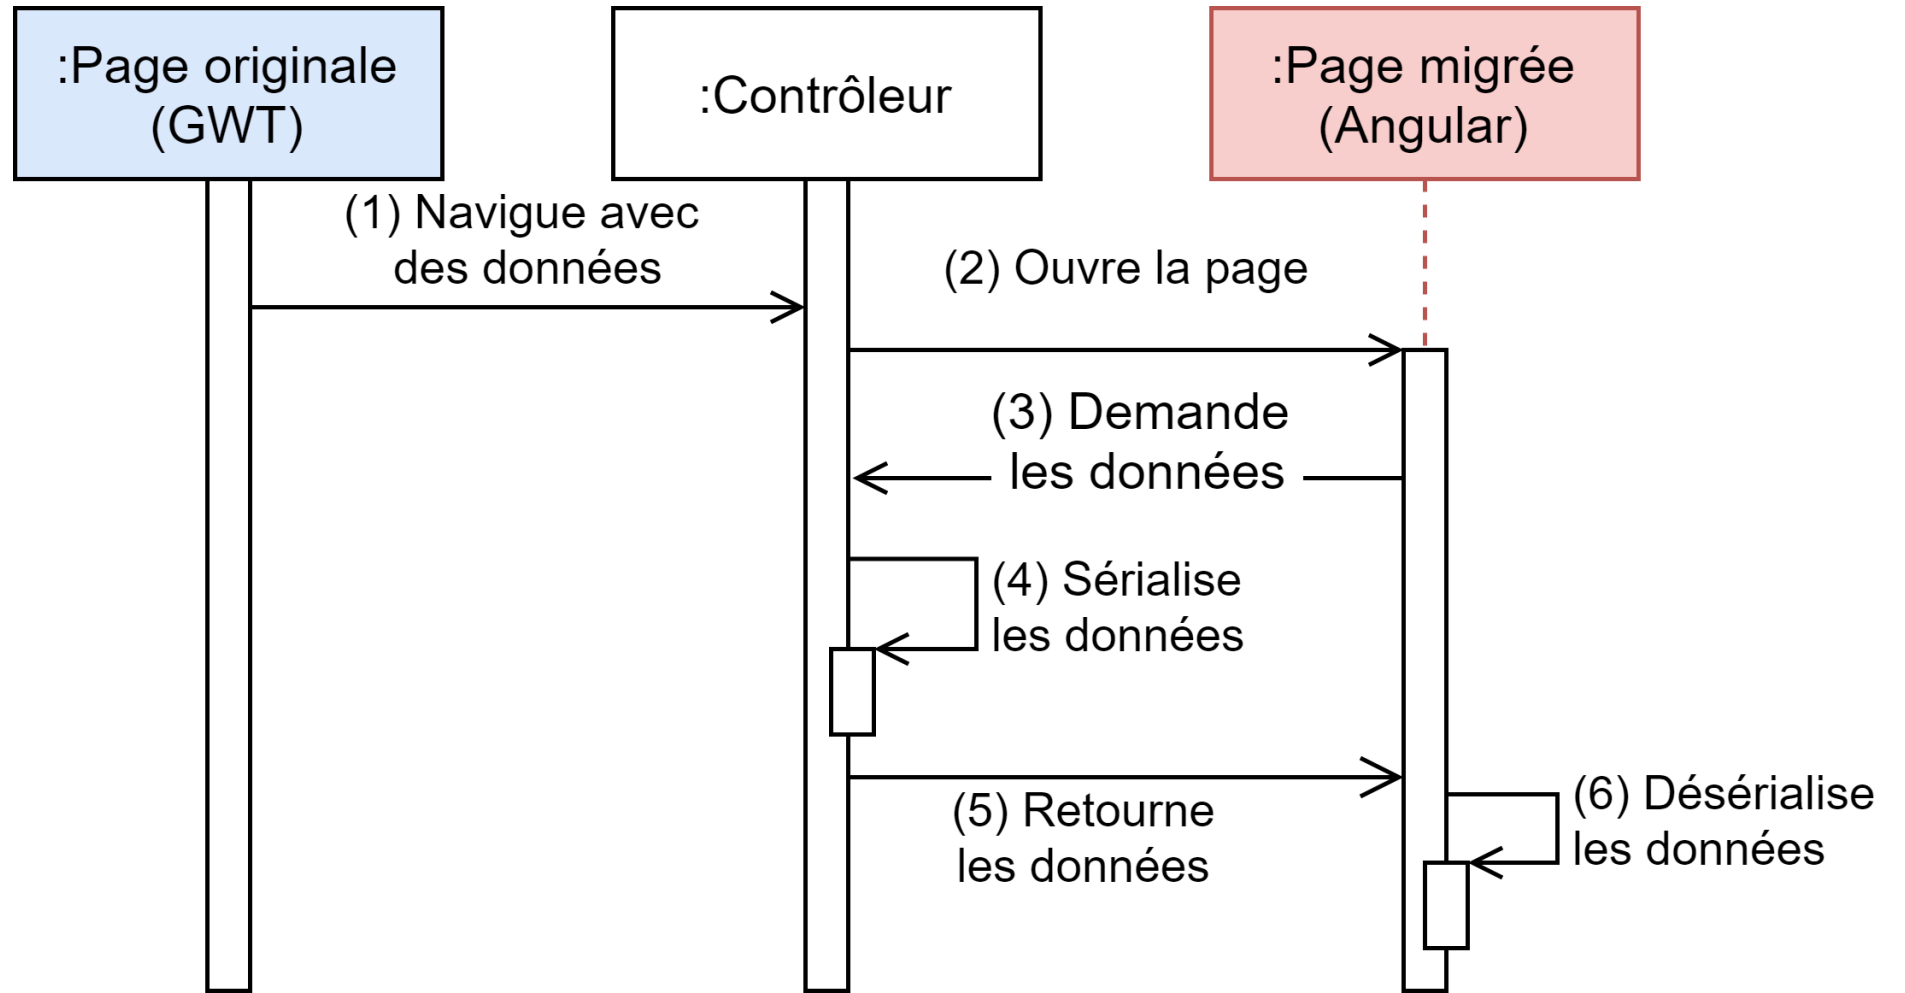 :Page originale
(GWT)
:Contrôleur
:Page migrée
(Angular)
(1) Navigue avec
des données
(2) Ouvre la page
(3) Demande
les données
(4) Sérialise
les données
(5) Retourne
les données
(6) Désérialise
les données